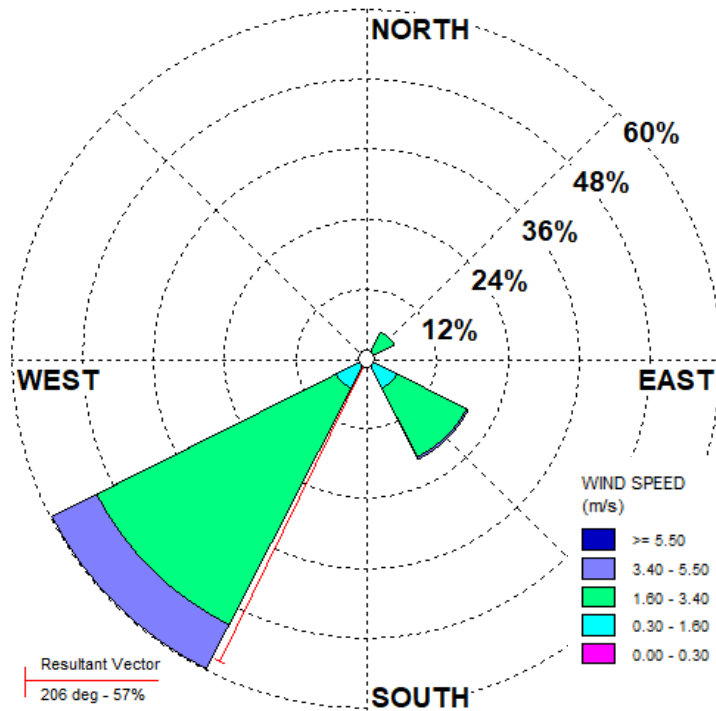 NORTH
60%
48%
36%
24%
12%
WEST
EAST
WIND SPEED
(m/s)
>= 5.50
3.40 - 5.50
1.60 - 3.40
0.30 - 1.60
0.00 - 0.30
Resultant Vector
206 deg - 57%
SOUTH